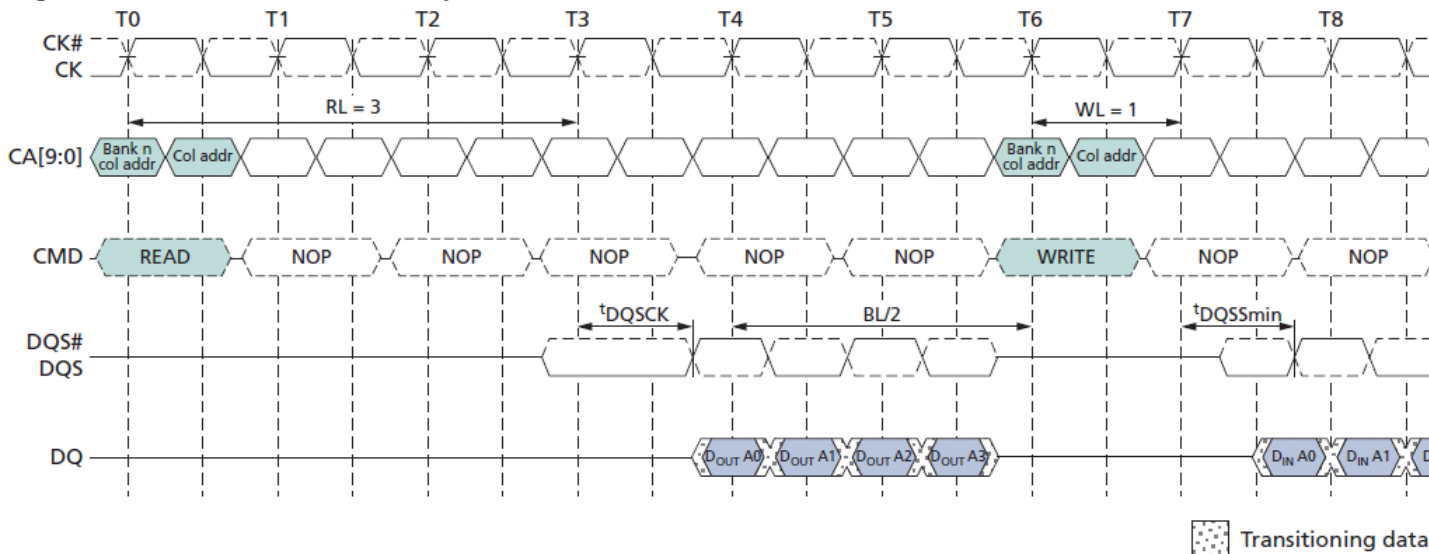 T0 T1 T2 T3 T4 T5 T6 T7 T8
CK#
CK
RL = 3 WL = 1
CA[9:0] Bank n col addr Col addr Bank n col addr Col addr
CMD READ NOP NOP NOP NOP NOP WRITE NOP NOP
tDQSCK BL/2 tDQSSmin
DQS#
DQS
DQ DOUT A0 DOUT A1 DOUT A2 DOUT A3 DIN A0 DIN A1 D
Transitioning data